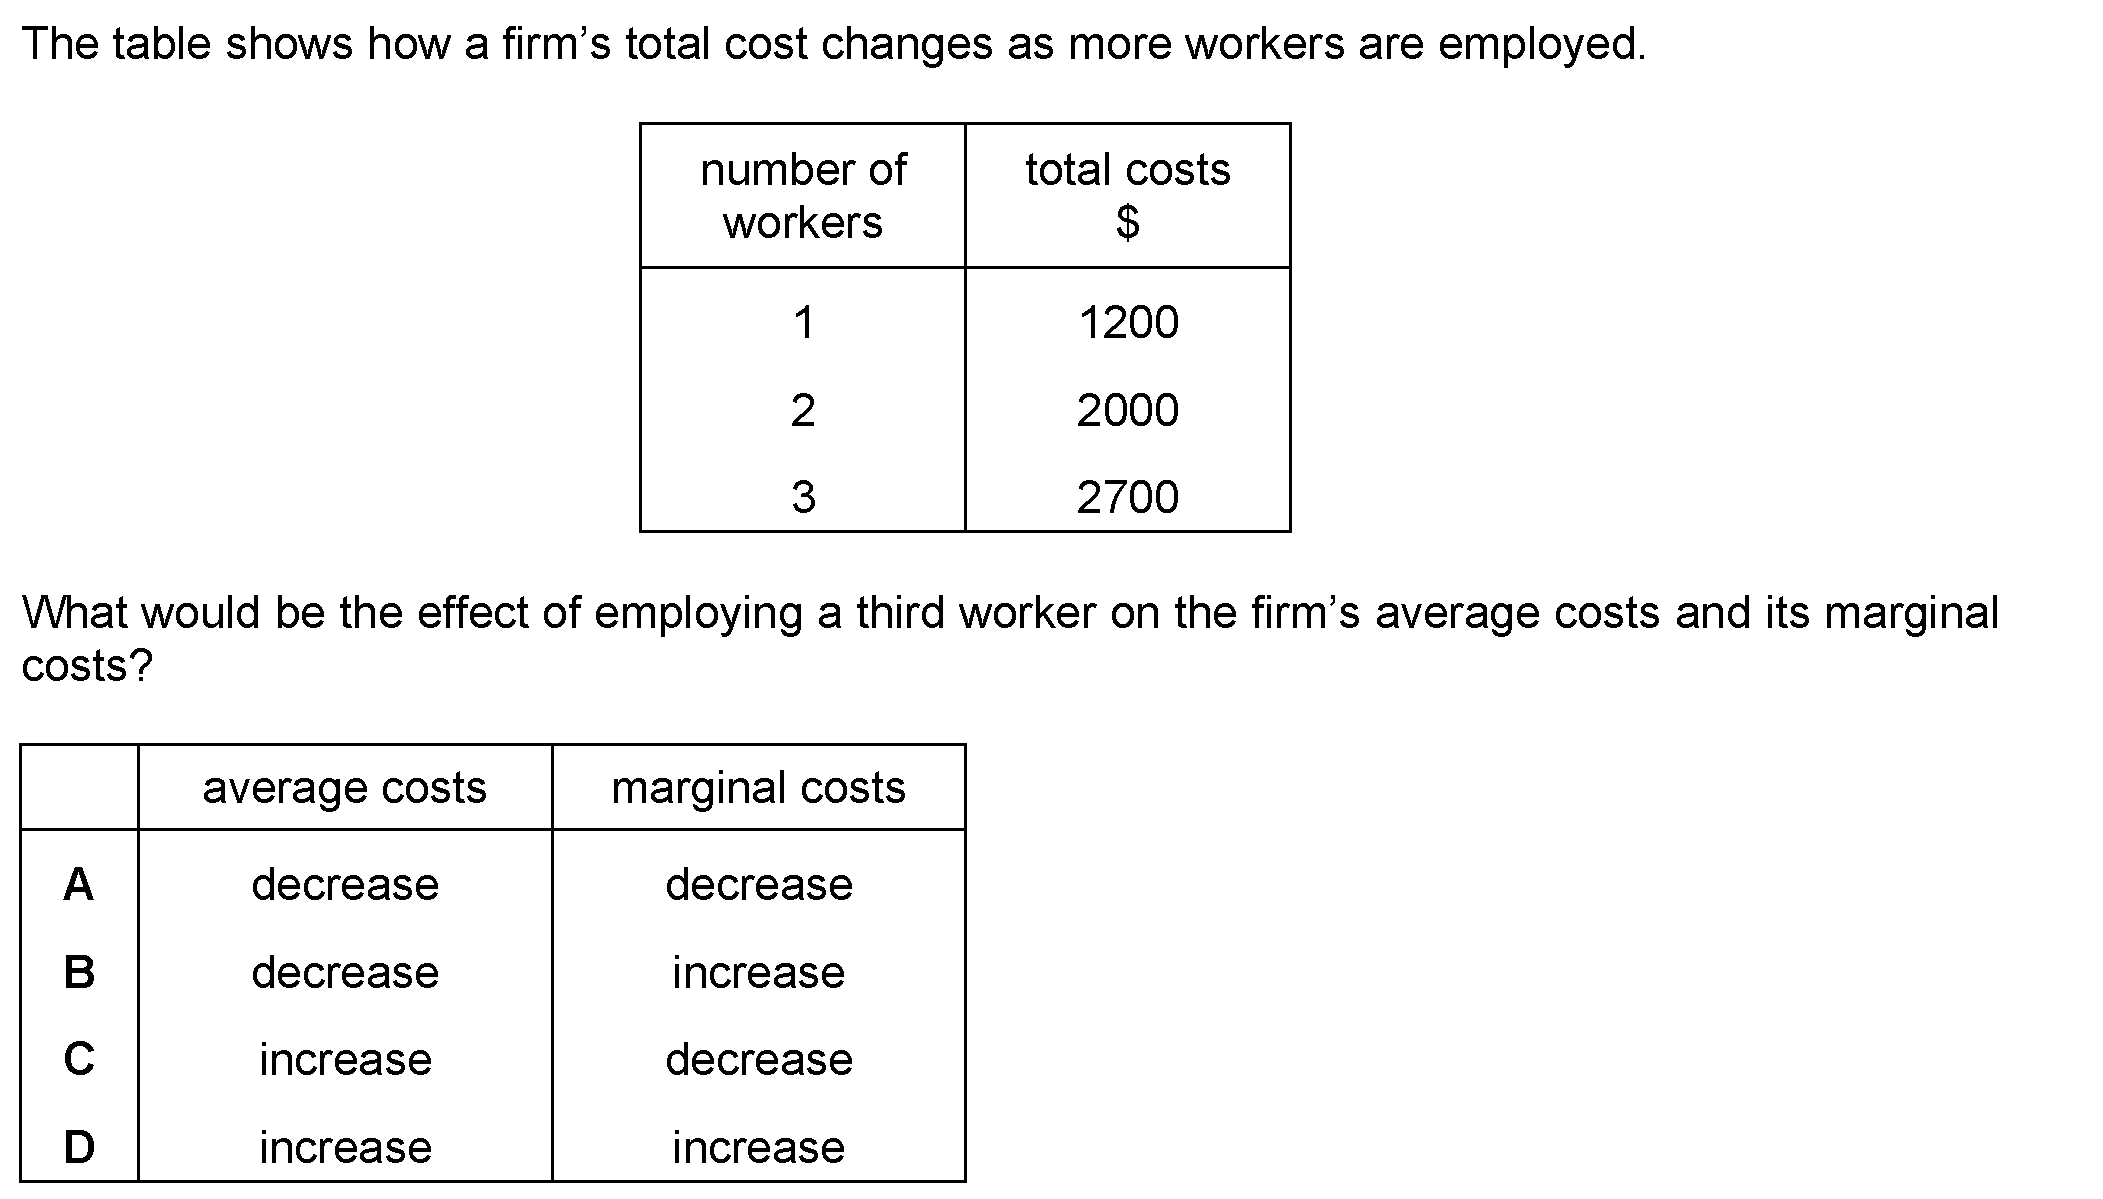 The table shows how a firm’s total cost changes as more workers are employed.
number of workers total costs $
1 1200
2 2000
3 2700
What would be the effect of employing a third worker on the firm’s average costs and its marginal
costs?
average costs marginal costs
A decrease decrease
B decrease increase
C increase decrease
D increase increase